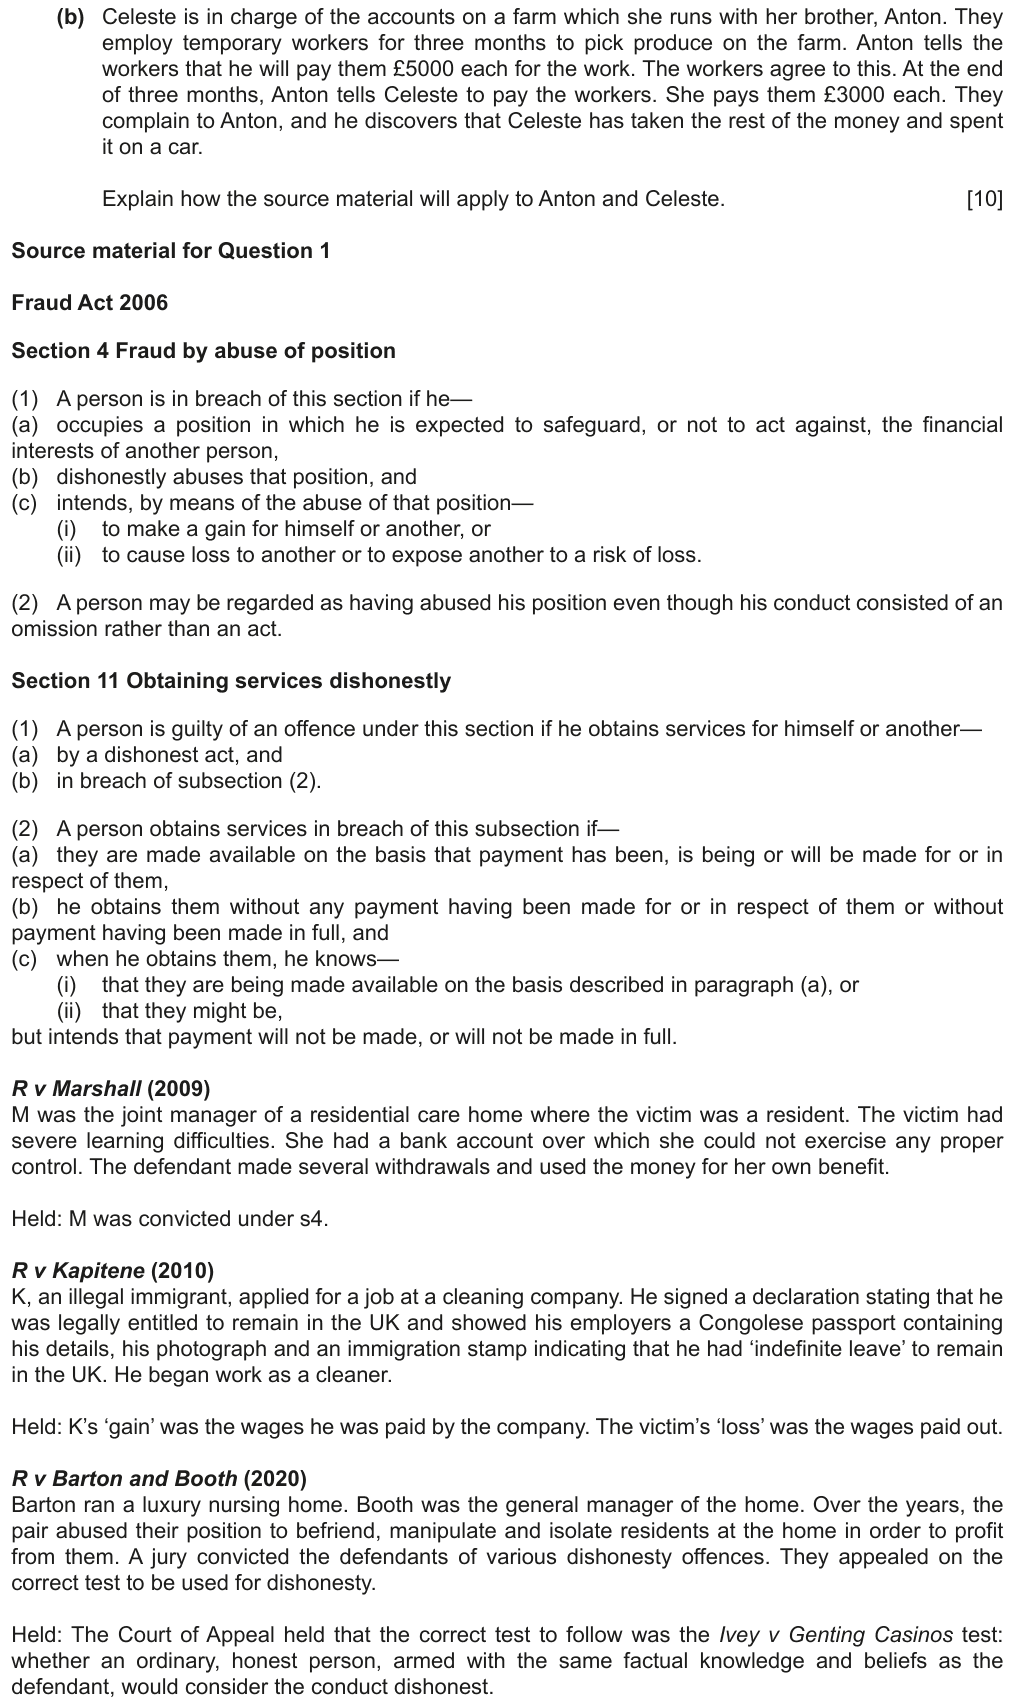 (b) Celeste is in charge of the accounts on a farm which she runs with her brother, Anton. They
employ temporary workers for three months to pick produce on the farm. Anton tells the
workers that he will pay them £5000 each for the work. The workers agree to this. At the end
of three months, Anton tells Celeste to pay the workers. She pays them £3000 each. They
complain to Anton, and he discovers that Celeste has taken the rest of the money and spent
it on a car.
Explain how the source material will apply to Anton and Celeste. [10]
Source material for Question 1
Fraud Act 2006
Section 4 Fraud by abuse of position
(1) A person is in breach of this section if he—
(a) occupies a position in which he is expected to safeguard, or not to act against, the financial
interests of another person,
(b) dishonestly abuses that position, and
(c) intends, by means of the abuse of that position—
(i) to make a gain for himself or another, or
(ii) to cause loss to another or to expose another to a risk of loss.
(2) A person may be regarded as having abused his position even though his conduct consisted of an
omission rather than an act.
Section 11 Obtaining services dishonestly
(1) A person is guilty of an offence under this section if he obtains services for himself or another—
(a) by a dishonest act, and
(b) in breach of subsection (2).
(2) A person obtains services in breach of this subsection if—
(a) they are made available on the basis that payment has been, is being or will be made for or in
respect of them,
(b) he obtains them without any payment having been made for or in respect of them or without
payment having been made in full, and
(c) when he obtains them, he knows—
(i) that they are being made available on the basis described in paragraph (a), or
(ii) that they might be,
but intends that payment will not be made, or will not be made in full.
R v Marshall (2009)
M was the joint manager of a residential care home where the victim was a resident. The victim had
severe learning difficulties. She had a bank account over which she could not exercise any proper
control. The defendant made several withdrawals and used the money for her own benefit.
Held: M was convicted under s4.
R v Kapitene (2010)
K, an illegal immigrant, applied for a job at a cleaning company. He signed a declaration stating that he
was legally entitled to remain in the UK and showed his employers a Congolese passport containing
his details, his photograph and an immigration stamp indicating that he had ‘indefinite leave’ to remain
in the UK. He began work as a cleaner.
Held: K’s ‘gain’ was the wages he was paid by the company. The victim’s ‘loss’ was the wages paid out.
R v Barton and Booth (2020)
Barton ran a luxury nursing home. Booth was the general manager of the home. Over the years, the
pair abused their position to befriend, manipulate and isolate residents at the home in order to profit
from them. A jury convicted the defendants of various dishonesty offences. They appealed on the
correct test to be used for dishonesty.
Held: The Court of Appeal held that the correct test to follow was the Ivey v Genting Casinos test:
whether an ordinary, honest person, armed with the same factual knowledge and beliefs as the
defendant, would consider the conduct dishonest.